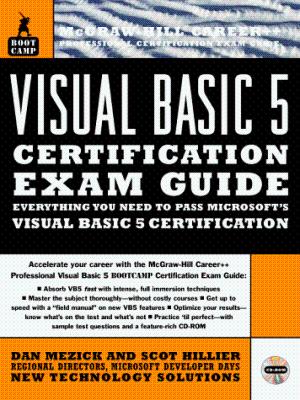 BOOT
CAMP
McGRAW-HILL CAREER++
PROFESSIONAL CERTIFICATION EXAM GUIDE
VISUAL BASIC 5
CERTIFICATION
EXAM GUIDE
EVERYTHING YOU NEED TO PASS MICROSOFT'S
VISUAL BASIC 5 CERTIFICATION
Accelerate your career with the McGraw-Hill Career++
Professional Visual Basic 5 BOOTCAMP Certification Exam Guide:
■ Absorb VB5 fast with intense, full immersion techniques
■ Master the subject thoroughly—without costly courses ■ Get up to
speed with a "field manual" on new VB5 features ■ Optimize your results—
know what's on the test and what's not ■ Practice 'til perfect—with
sample test questions and a feature-rich CD-ROM
DAN MEZICK AND SCOT HILLIER
REGIONAL DIRECTORS, MICROSOFT DEVELOPER DAYS
NEW TECHNOLOGY SOLUTIONS
CD-ROM